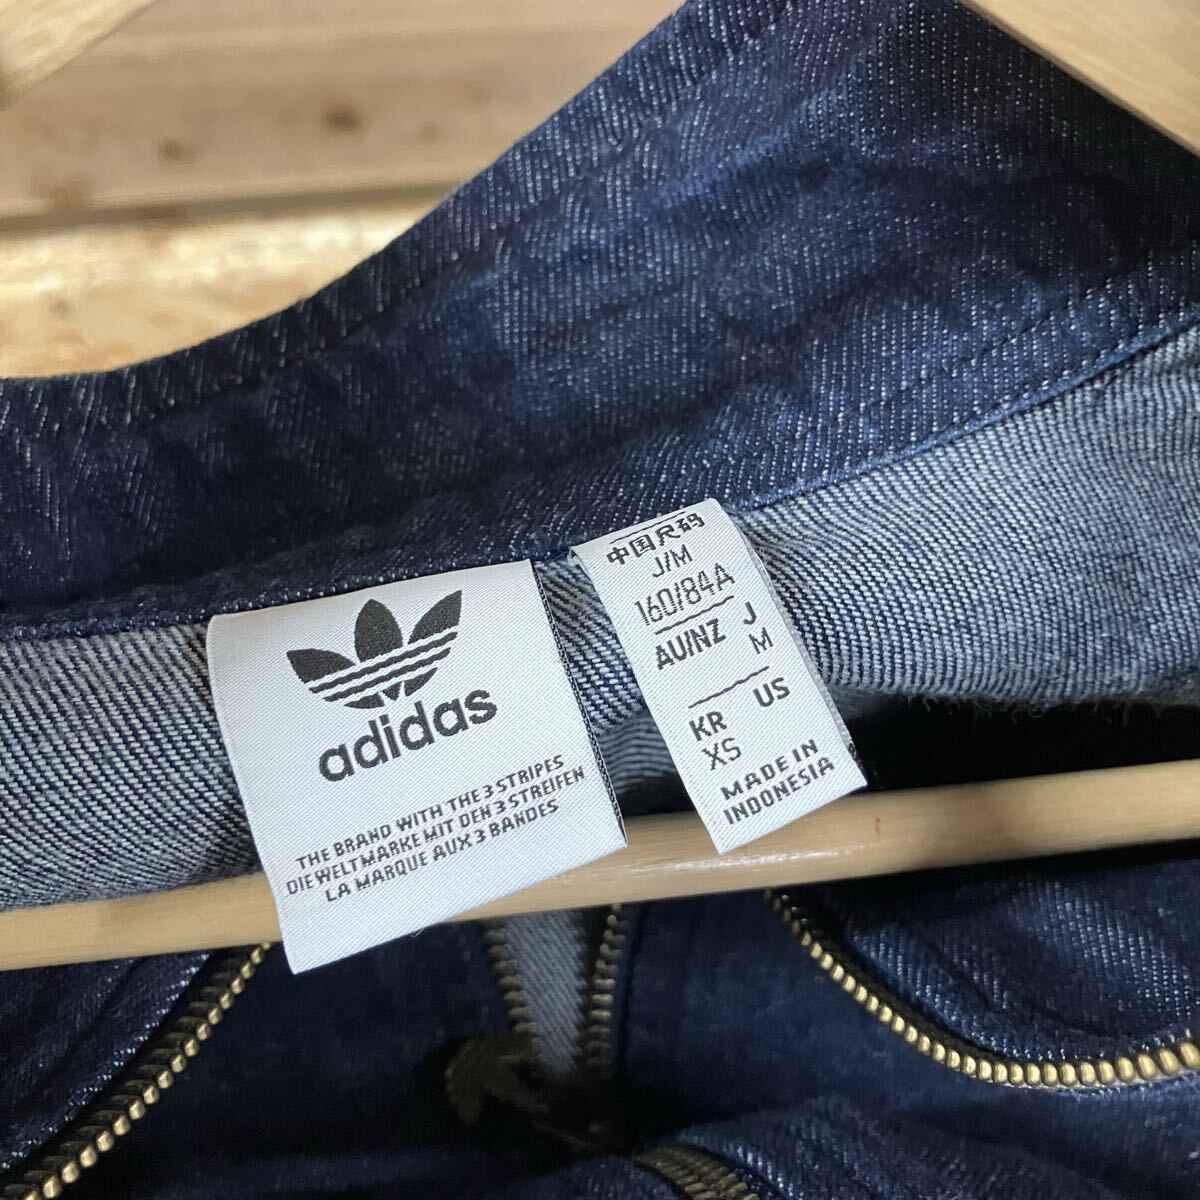 adidas
THE BRAND WITH THE 3 STRIPES
DIE WELTMARKE MIT DEN 3 STREIFEN
LA MARQUE AUX 3 BANDES
中国尺码
J/M
160/84A
AU/NZ J
M
KR US
XS
MADE IN
INDONESIA